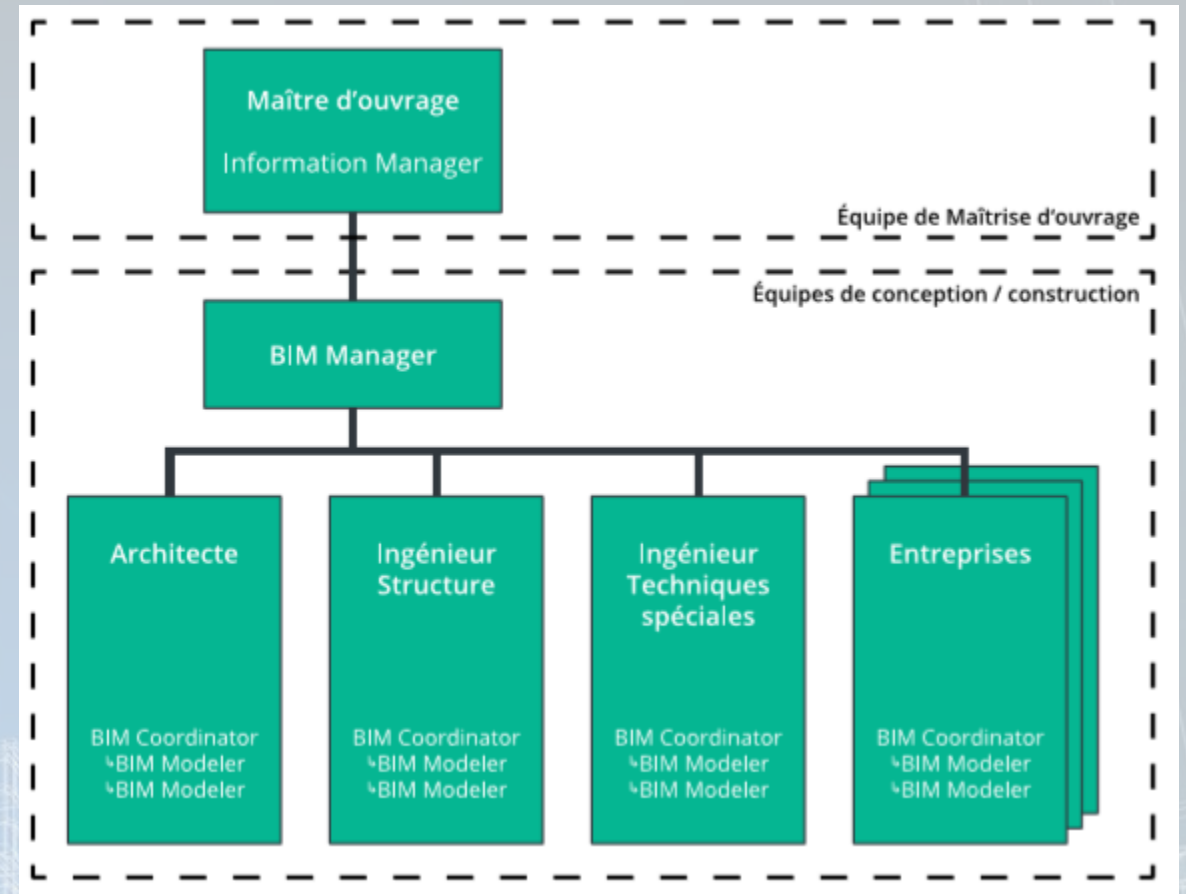 Maître d'ouvrage
Information Manager
Équipe de Maîtrise d'ouvrage
Équipes de conception / construction
BIM Manager
Architecte
BIM Coordinator
↳BIM Modeler
↳BIM Modeler
Ingénieur
Structure
BIM Coordinator
↳BIM Modeler
↳BIM Modeler
Ingénieur
Techniques
spéciales
BIM Coordinator
↳BIM Modeler
↳BIM Modeler
Entreprises
BIM Coordinator
↳BIM Modeler
↳BIM Modeler